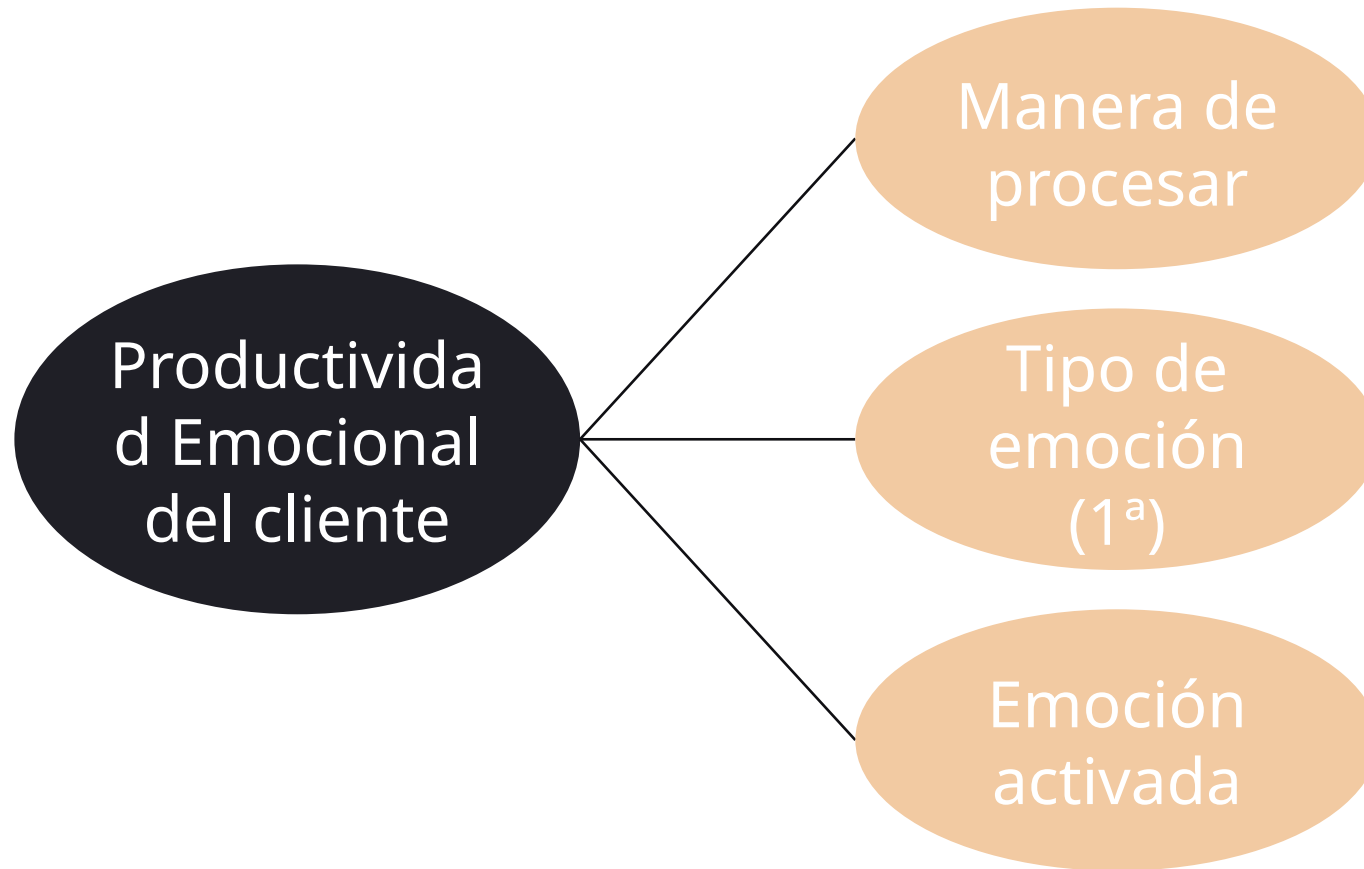 Manera de
procesar
Productivida
d Emocional
del cliente
Tipo de
emoción
(1ª)
Emoción
activada